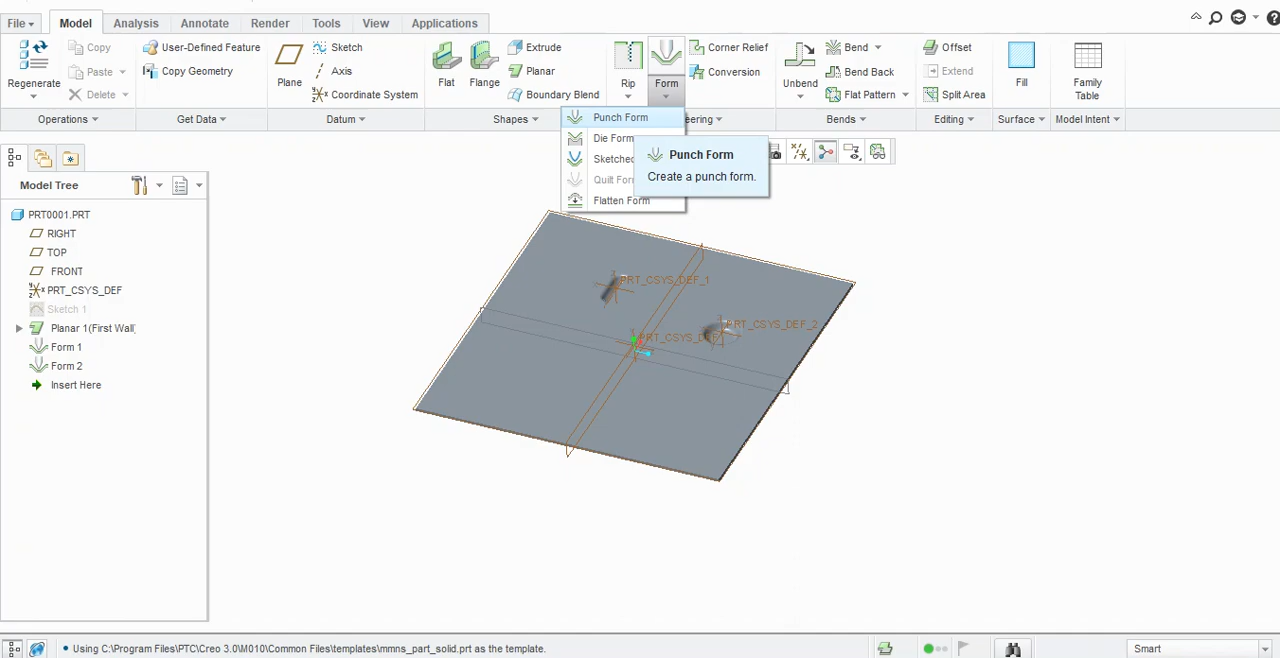 File
Model
Analysis
Annotate
Render
Tools
View
Applications
Regenerate
Copy
Paste
Delete
User-Defined Feature
Copy Geometry
Plane
Sketch
Axis
Coordinate System
Flat
Flange
Extrude
Planar
Boundary Blend
Rip
Form
Corner Relief
Conversion
Unbend
Bend
Bend Back
Flat Pattern
Offset
Extend
Split Area
Fill
Family Table
Operations
Get Data
Datum
Shapes
eering
Bends
Editing
Surface
Model Intent
Punch Form
Die Form
Sketched
Quilt For
Flatten Form
Punch Form
Create a punch form.
Model Tree
PRT0001.PRT
RIGHT
TOP
FRONT
PRT_CSYS_DEF
Sketch 1
Planar 1(First Wall)
Form 1
Form 2
Insert Here
PRT_CSYS_DEF_1
PRT_CSYS_DEF_2
PRT_CSYS_DEF
Using C:\Program Files\PTC\Creo 3.0\M010\Common Files\templates\mmns_part_solid.prt as the template.
Smart